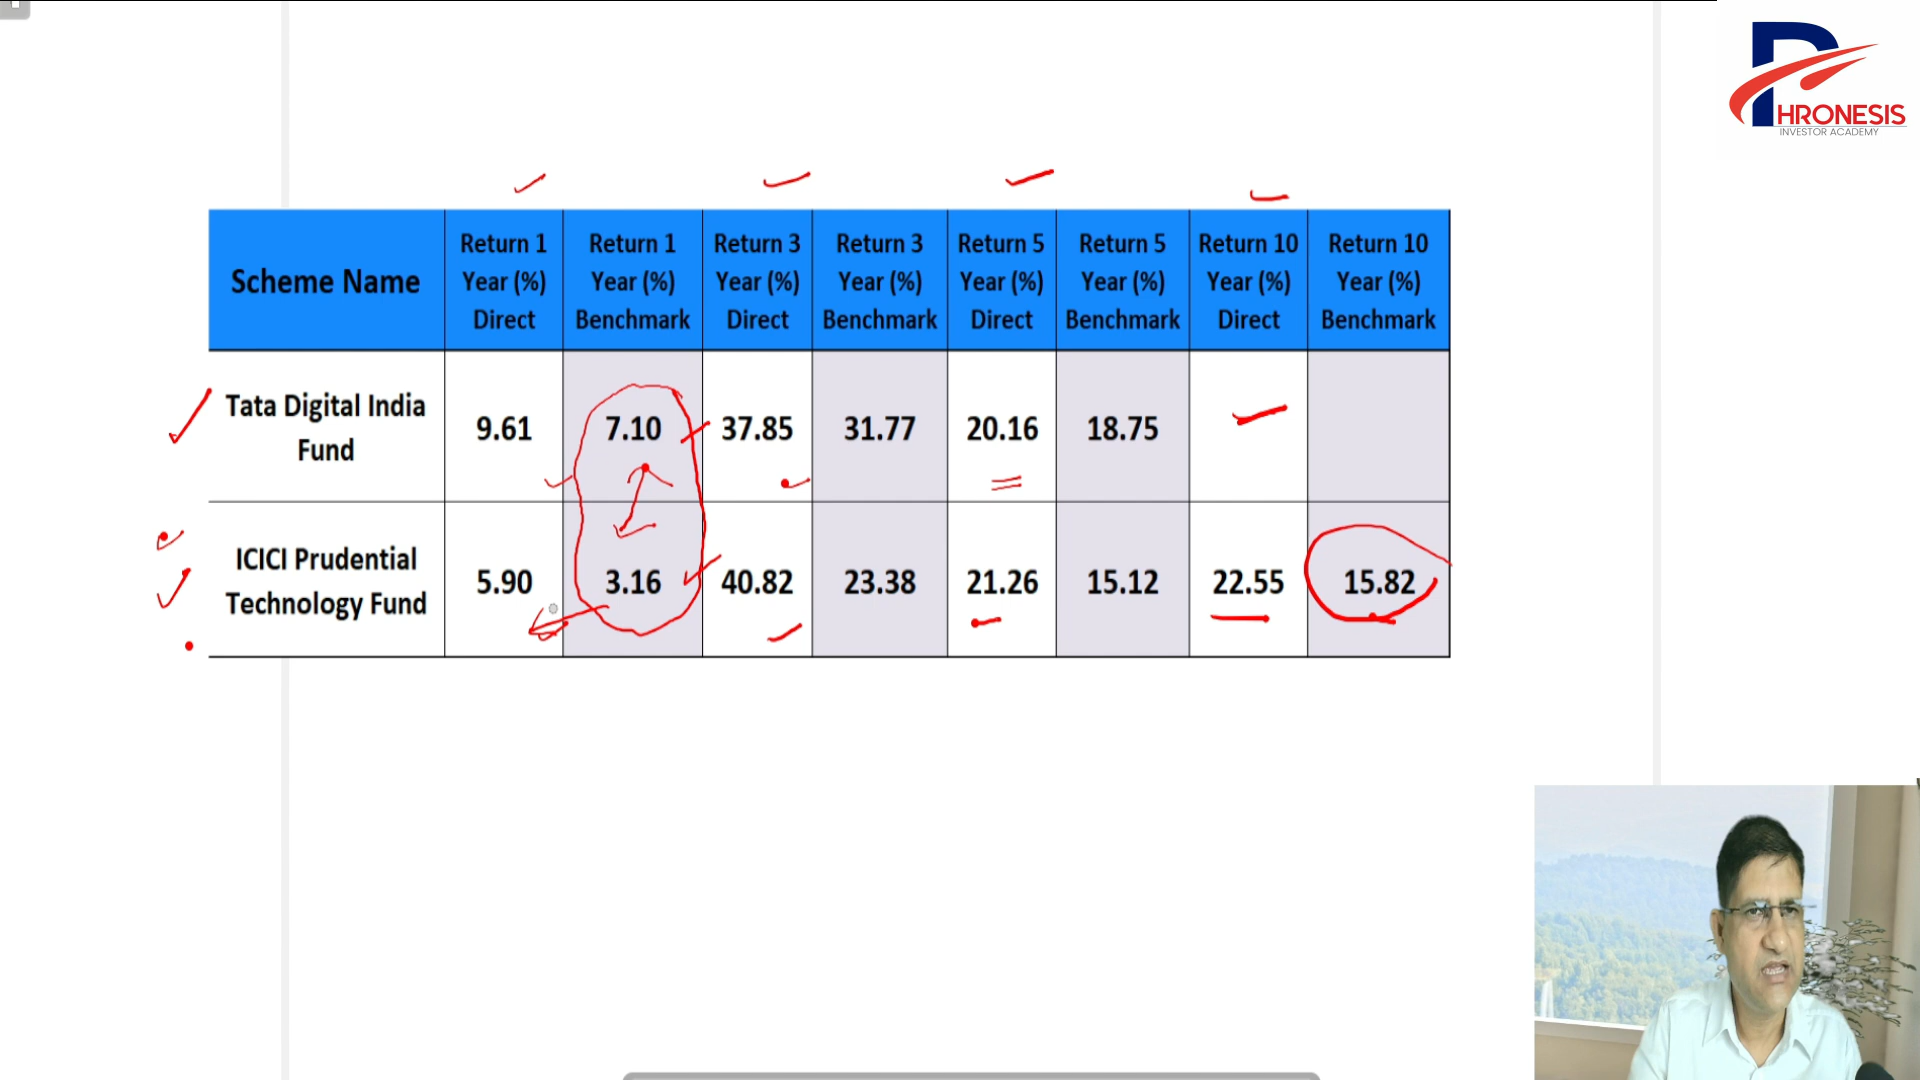 PHRONESIS
INVESTOR ACADEMY
Scheme Name
Return 1 Year (%) Direct
Return 1 Year (%) Benchmark
Return 3 Year (%) Direct
Return 3 Year (%) Benchmark
Return 5 Year (%) Direct
Return 5 Year (%) Benchmark
Return 10 Year (%) Direct
Return 10 Year (%) Benchmark
Tata Digital India Fund
9.61
7.10
37.85
31.77
20.16
18.75
ICICI Prudential Technology Fund
5.90
3.16
40.82
23.38
21.26
15.12
22.55
15.82